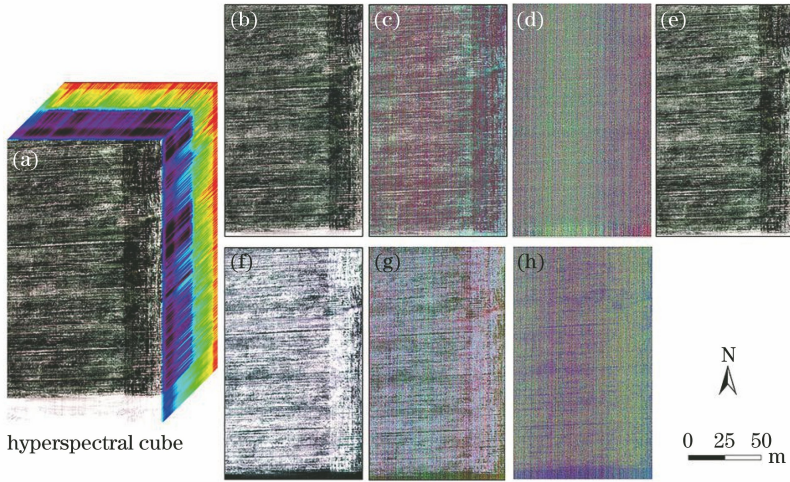 (a)
hyperspectral cube
(b)
(c)
(d)
(e)
(f)
(g)
(h)
N
0 25 50
m